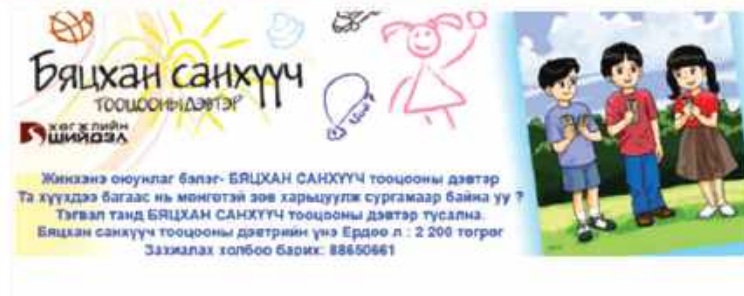 Бяцхан санхүүч
ТООЦООНЫ ДЭВТЭР
ХӨГЖЛИЙН
ШИЙДЭЛ
Жинхэнэ оюунлаг бэлэг- БЯЦХАН САНХҮҮЧ тооцооны дэвтэр
Та хүүхдээ багаас нь мөнгөтэй зөв харьцуулж сургамаар байна уу ?
Тэгвэл танд БЯЦХАН САНХҮҮЧ тооцооны дэвтэр тусална.
Бяцхан санхүүч тооцооны дэвтрийн үнэ Ердөө л : 2 200 төгрөг
Захиалах холбоо барих: 88650661